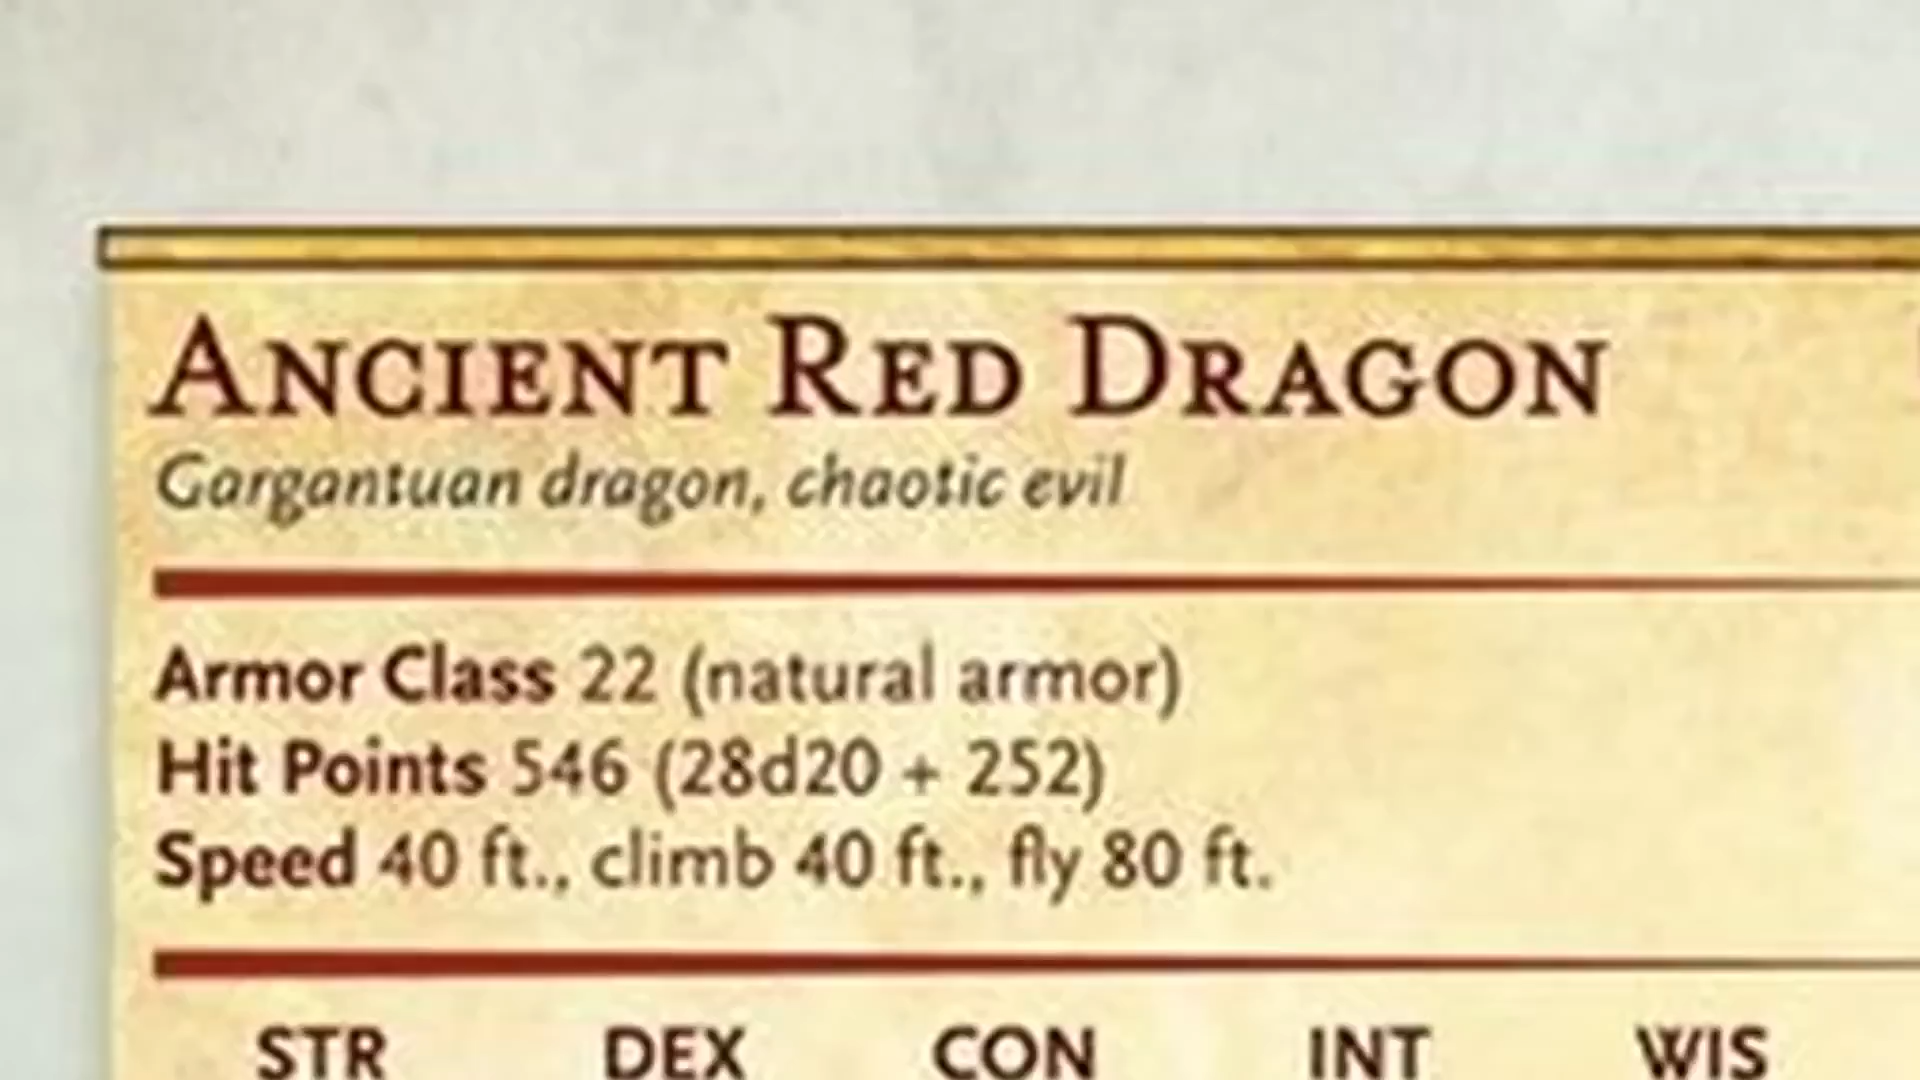 Ancient Red Dragon
Gargantuan dragon, chaotic evil
Armor Class 22 (natural armor)
Hit Points 546 (28d20 + 252)
Speed 40 ft., climb 40 ft., fly 80 ft.
STR DEX CON INT WIS